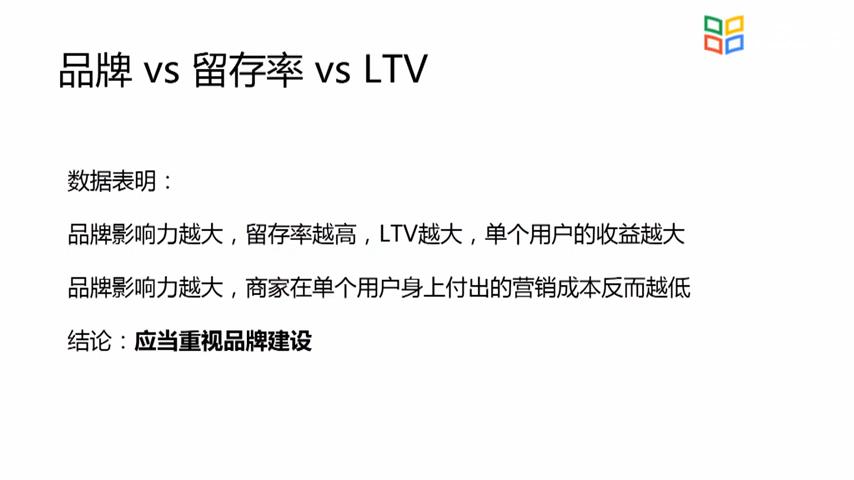 品牌 vs 留存率 vs LTV
数据表明：
品牌影响力越大，留存率越高，LTV越大，单个用户的收益越大
品牌影响力越大，商家在单个用户身上付出的营销成本反而越低
结论：应当重视品牌建设